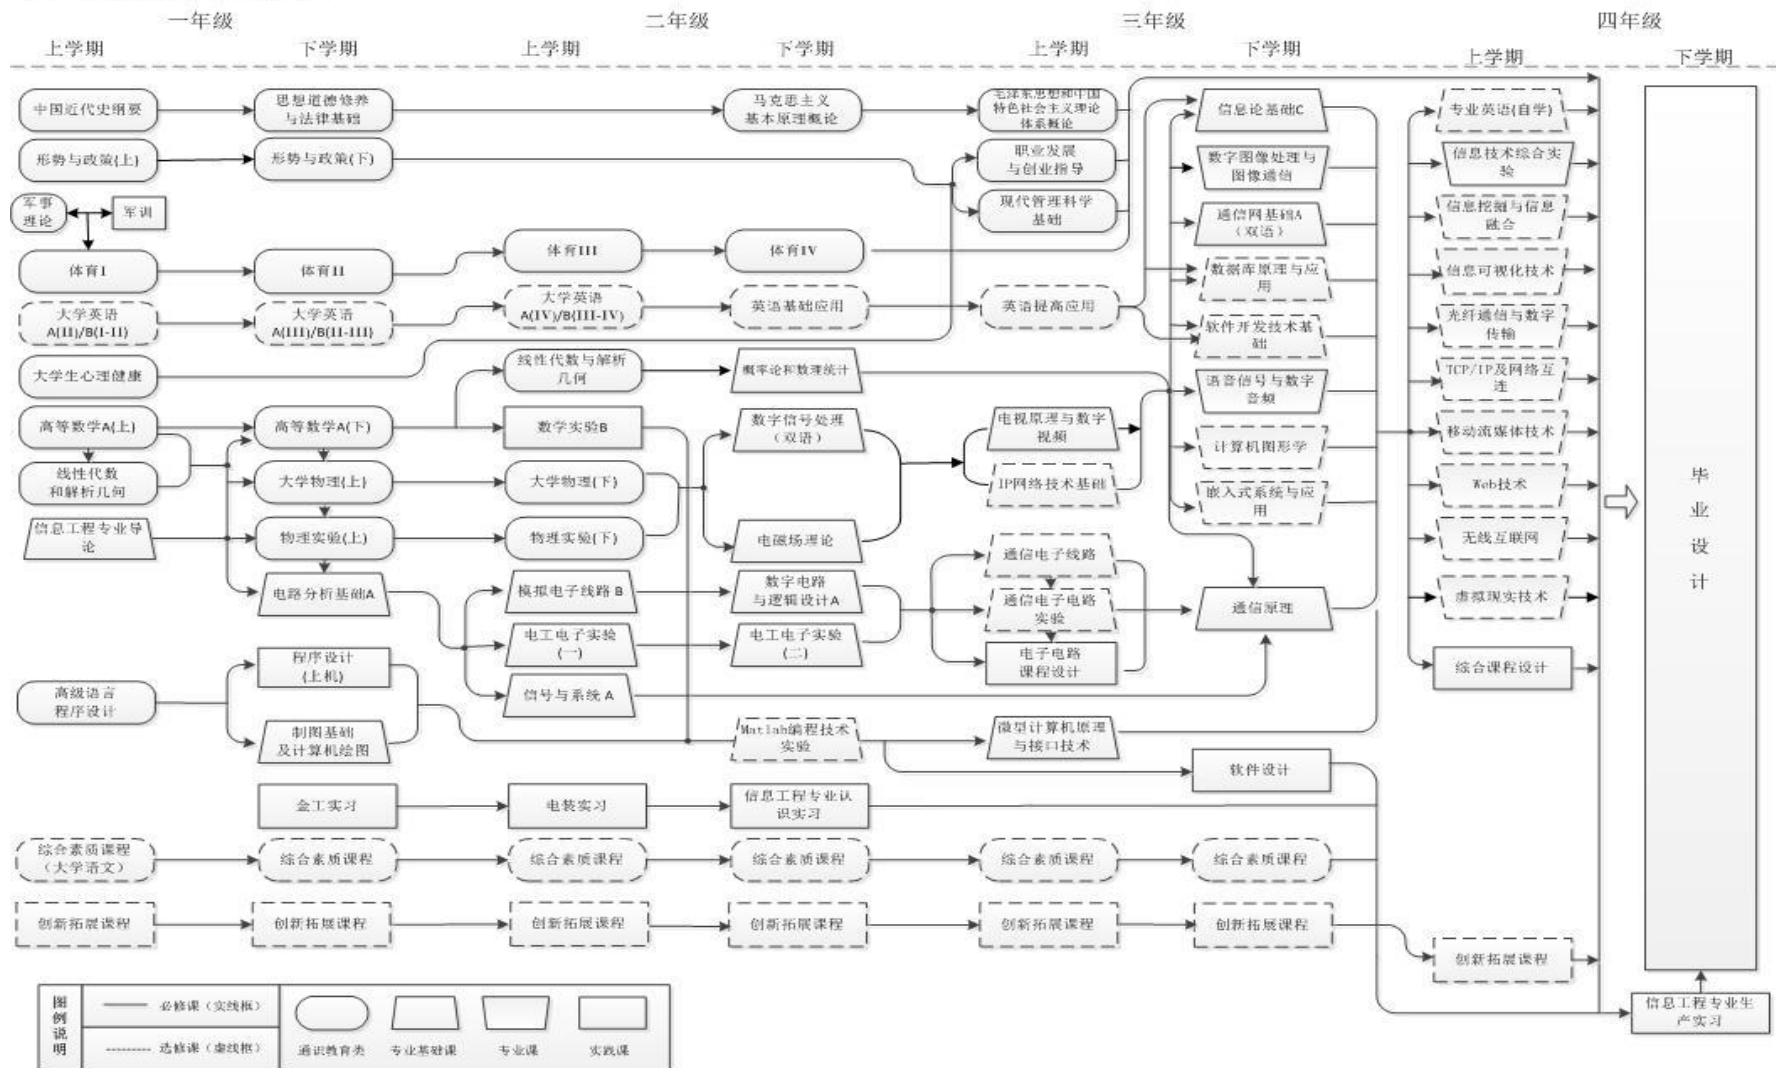 一年级
二年级
三年级
四年级
上学期
下学期
上学期
下学期
上学期
下学期
上学期
下学期
中国近代史纲要
思想道德修养
与法律基础
马克思主义
基本原理概论
毛泽东思想和中国
特色社会主义理论
体系概论
信息论基础C
专业英语(自学)
形势与政策(上)
形势与政策(下)
职业发展
与创业指导
数字图像处理与
图像通信
信息技术综合实
验
军事
理论
军训
现代管理科学
基础
通信网基础A
（双语）
信息挖掘与信息
融合
体育I
体育II
体育III
体育IV
数据库原理与应
用
信息可视化技术
大学英语
A(II)/B(I-II)
大学英语
A(III)/B(II-III)
大学英语
A(IV)/B(III-IV)
英语基础应用
英语提高应用
软件开发技术基
础
光纤通信与数字
传输
大学生心理健康
线性代数与解析
几何
概率论和数理统计
语音信号与数字
音频
TCP/IP及网络互
连
高等数学A(上)
高等数学A(下)
数学实验B
数字信号处理
（双语）
电视原理与数字
视频
计算机图形学
移动流媒体技术
线性代数
和解析几何
大学物理(上)
大学物理(下)
IP网络技术基础
嵌入式系统与应
用
Web技术
信息工程专业导
论
物理实验(上)
物理实验(下)
电磁场理论
通信电子线路
无线互联网
电路分析基础A
模拟电子线路 B
数字电路
与逻辑设计A
通信电子电路
实验
通信原理
虚拟现实技术
电工电子实验
(一)
电工电子实验
(二)
电子电路
课程设计
综合课程设计
高级语言
程序设计
程序设计
(上机)
信号与系统 A
制图基础
及计算机绘图
Matlab编程技术
实验
微型计算机原理
与接口技术
软件设计
金工实习
电装实习
信息工程专业认
识实习
综合素质课程
（大学语文）
综合素质课程
综合素质课程
综合素质课程
综合素质课程
综合素质课程
创新拓展课程
创新拓展课程
创新拓展课程
创新拓展课程
创新拓展课程
创新拓展课程
创新拓展课程
毕
业
设
计
信息工程专业生
产实习
图
例
说
明
必修课（实线框）
选修课（虚线框）
通识教育类
专业基础课
专业课
实践课